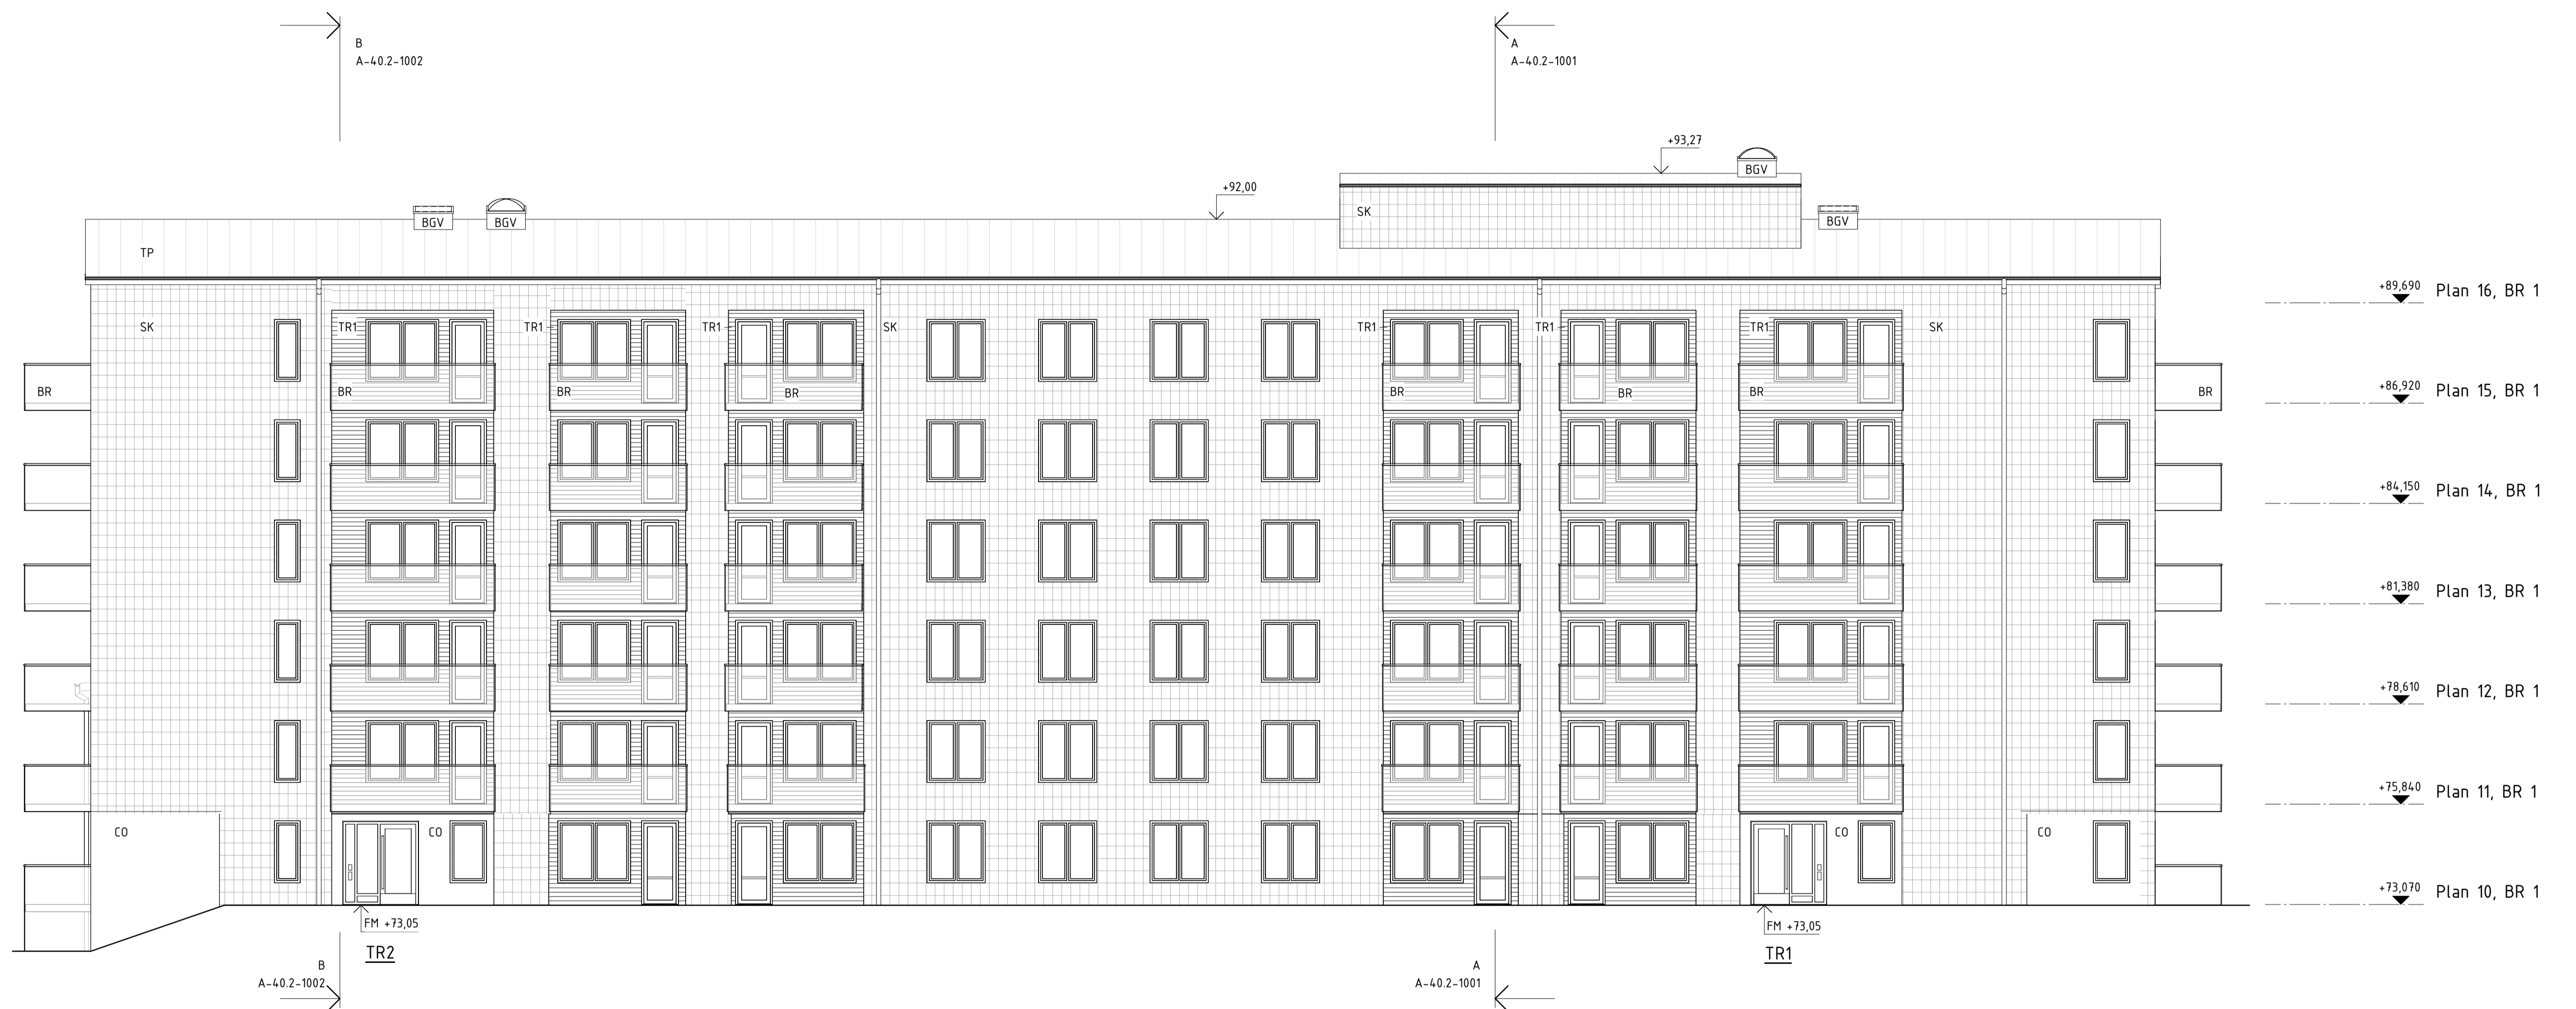 B
A-40.2-1002
A
A-40.2-1001
+93,27
BGV
+92,00
SK
BGV
BGV
BGV
TP
+89,690 Plan 16, BR 1
SK
TR1
TR1
TR1
SK
TR1
TR1
TR1
SK
BR
BR
BR
BR
BR
BR
BR
BR
+86,920 Plan 15, BR 1
+84,150 Plan 14, BR 1
+81,380 Plan 13, BR 1
+78,610 Plan 12, BR 1
+75,840 Plan 11, BR 1
CO
CO
CO
CO
+73,070 Plan 10, BR 1
FM +73,05
FM +73,05
TR2
TR1
B
A-40.2-1002
A
A-40.2-1001